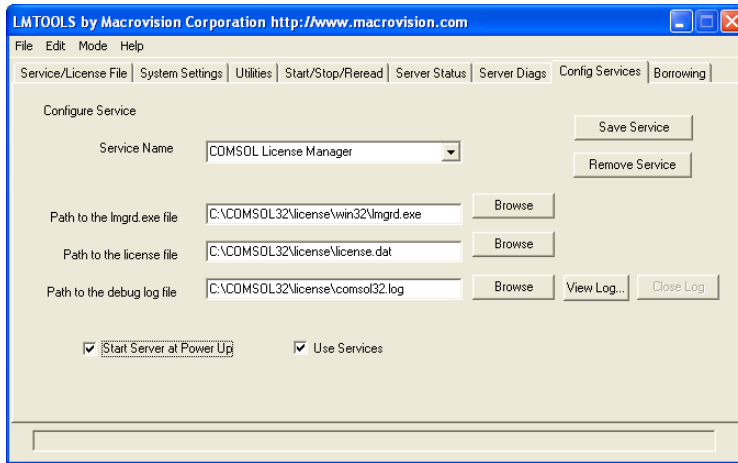 LMTOOLS by Macrovision Corporation http://www.macrovision.com
File Edit Mode Help
Service/License File System Settings Utilities Start/Stop/Reread Server Status Server Diags Config Services Borrowing
Configure Service
Save Service
Service Name COMSOL License Manager
Remove Service
Path to the lmgrd.exe file C:\COMSOL32\license\win32\lmgrd.exe Browse
Path to the license file C:\COMSOL32\license\license.dat Browse
Path to the debug log file C:\COMSOL32\license\comsol32.log Browse View Log... Close Log
Start Server at Power Up Use Services